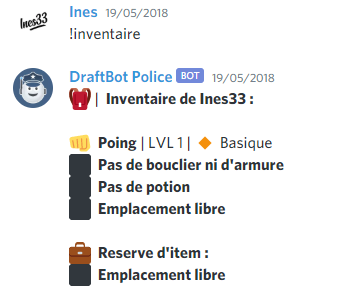 Ines33
Ines 19/05/2018
!inventaire
DraftBot Police BOT 19/05/2018
| Inventaire de Ines33 :
Poing | LVL 1 | Basique
Pas de bouclier ni d'armure
Pas de potion
Emplacement libre
Reserve d'item :
Emplacement libre